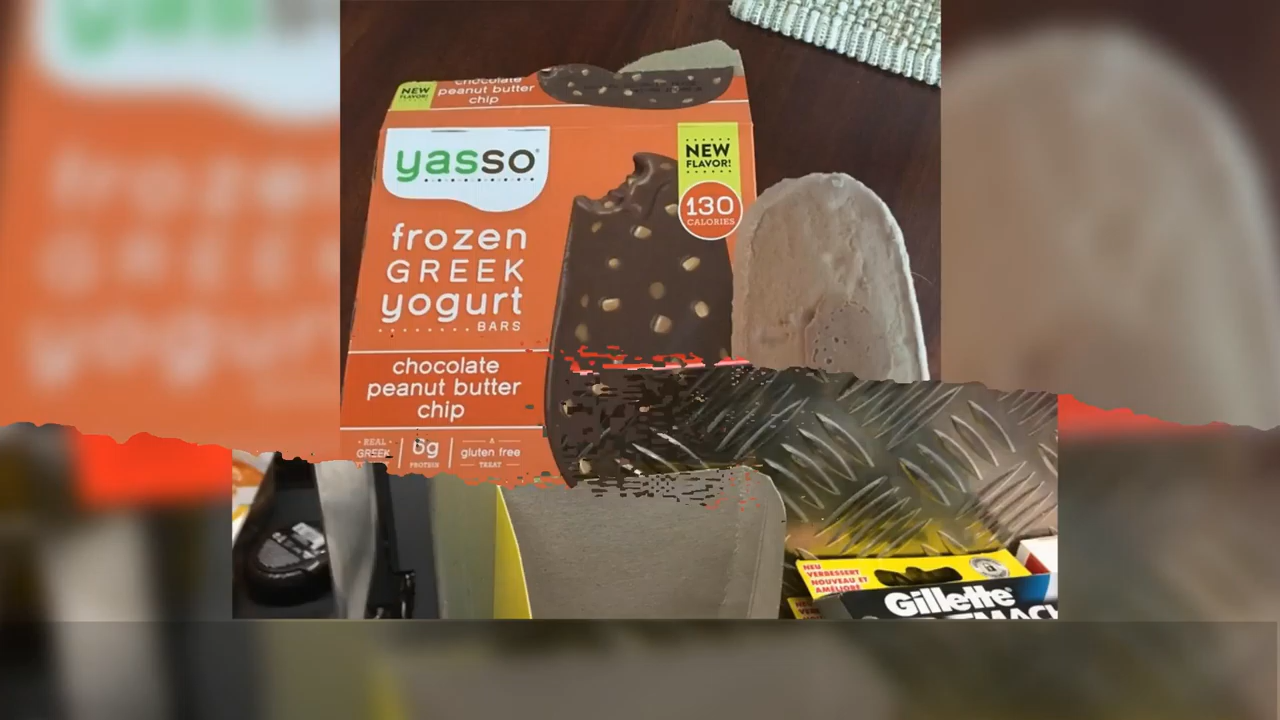 chocolate
peanut butter
chip
NEW
FLAVOR!
yasso
NEW
FLAVOR!
130
CALORIES
frozen
GREEK
yogurt
BARS
chocolate
peanut butter
chip
REAL
GREEK
6g
PROTEIN
A
gluten free
TREAT
NEU
VERBESSERT
NOUVEAU ET
AMÉLIORÉ
Gillette
MACH